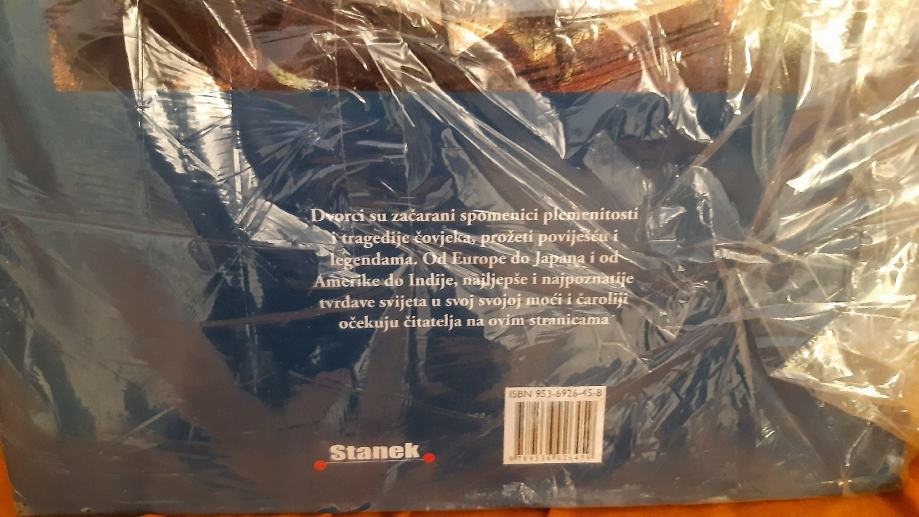 Dvorci su začarani spomenici plemenitosti
i tragedije čovjeka, prožeti poviješću i
legendama. Od Europe do Japana i od
Amerike do Indije, najljepše i najpoznatije
tvrđave svijeta u svoj svojoj moći i čaroliji
očekuju čitatelja na ovim stranicama
ISBN 953-6926-45-8
Stanek